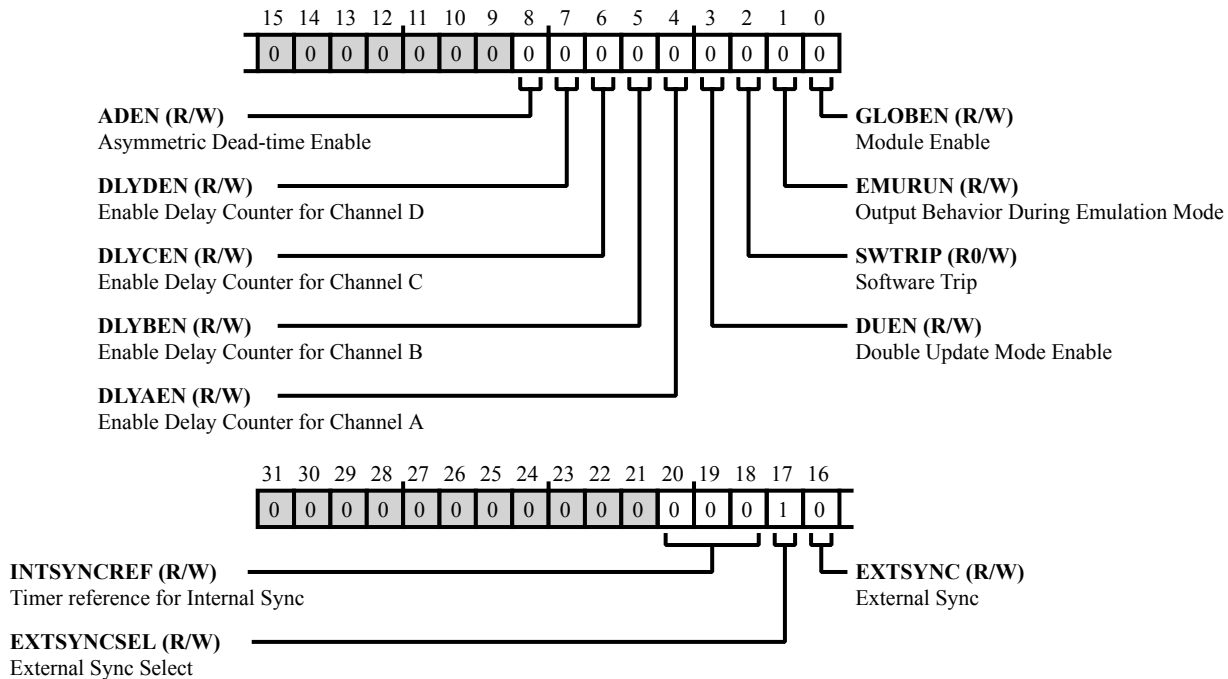 15 14 13 12 11 10 9 8 7 6 5 4 3 2 1 0
0 0 0 0 0 0 0 0 0 0 0 0 0 0 0 0
ADEN (R/W)
Asymmetric Dead-time Enable
DLYDEN (R/W)
Enable Delay Counter for Channel D
DLYCEN (R/W)
Enable Delay Counter for Channel C
DLYBEN (R/W)
Enable Delay Counter for Channel B
DLYAEN (R/W)
Enable Delay Counter for Channel A
GLOBEN (R/W)
Module Enable
EMURUN (R/W)
Output Behavior During Emulation Mode
SWTRIP (R0/W)
Software Trip
DUEN (R/W)
Double Update Mode Enable
31 30 29 28 27 26 25 24 23 22 21 20 19 18 17 16
0 0 0 0 0 0 0 0 0 0 0 0 0 0 1 0
INTSYNCREF (R/W)
Timer reference for Internal Sync
EXTSYNCSEL (R/W)
External Sync Select
EXTSYNC (R/W)
External Sync